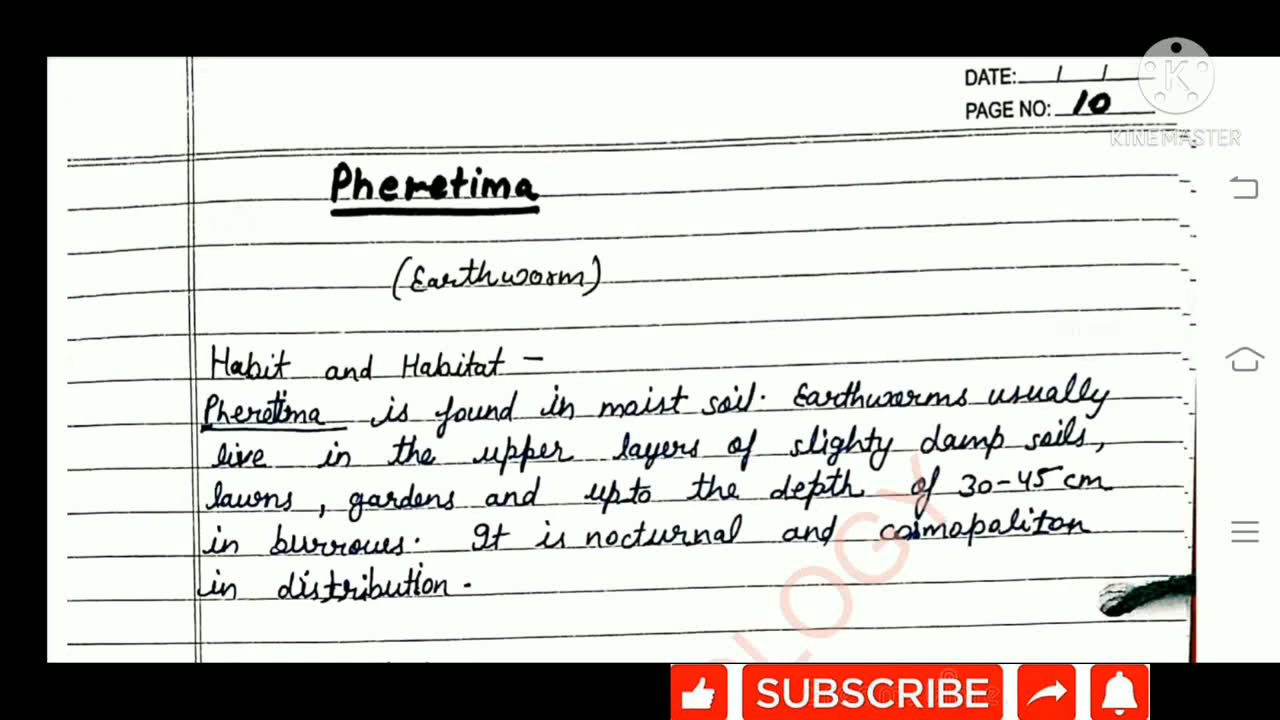 DATE: / /
PAGE NO: 10
KINEMASTER
Pheretima
(Earthworm)
Habit and Habitat -
Pheretima is found in moist soil. Earthworms usually
live in the upper layers of slighty damp soils,
lawns, gardens and upto the depth of 30-45 cm
in burrows. It is nocturnal and cosmopolitan
in distribution.
SUBSCRIBE